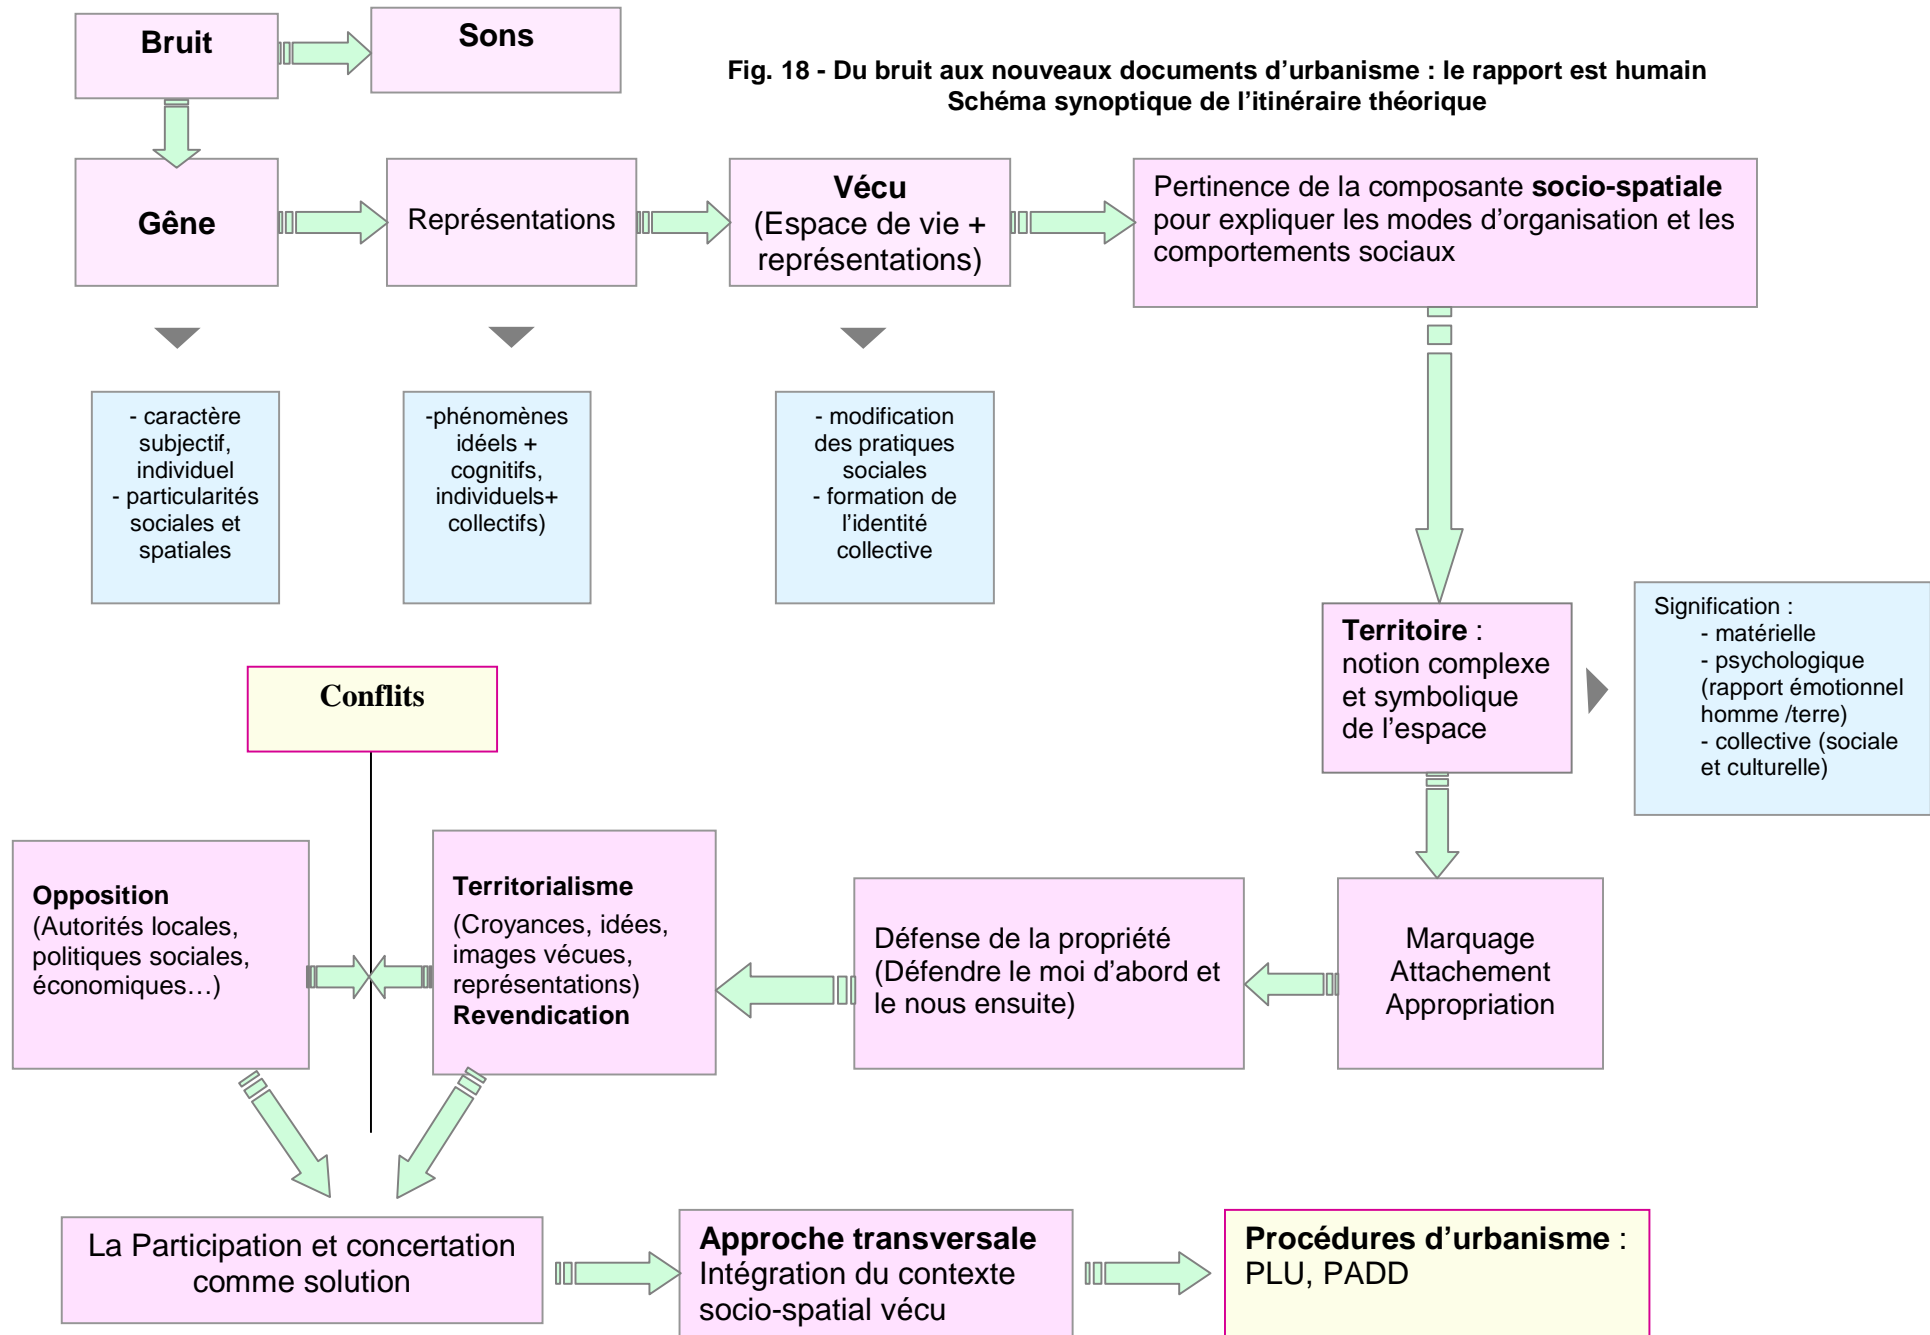 Bruit
Sons
Fig. 18 - Du bruit aux nouveaux documents d’urbanisme : le rapport est humain
Schéma synoptique de l’itinéraire théorique
Gêne
Représentations
Vécu
(Espace de vie +
représentations)
Pertinence de la composante socio-spatiale
pour expliquer les modes d’organisation et les
comportements sociaux
- caractère
subjectif,
individuel
- particularités
sociales et
spatiales
-phénomènes
idéels +
cognitifs,
individuels+
collectifs)
- modification
des pratiques
sociales
- formation de
l’identité
collective
Territoire :
notion complexe
et symbolique
de l’espace
Signification :
- matérielle
- psychologique
(rapport émotionnel
homme /terre)
- collective (sociale
et culturelle)
Conflits
Opposition
(Autorités locales,
politiques sociales,
économiques…)
Territorialisme
(Croyances, idées,
images vécues,
représentations)
Revendication
Défense de la propriété
(Défendre le moi d’abord et
le nous ensuite)
Marquage
Attachement
Appropriation
La Participation et concertation
comme solution
Approche transversale
Intégration du contexte
socio-spatial vécu
Procédures d’urbanisme :
PLU, PADD